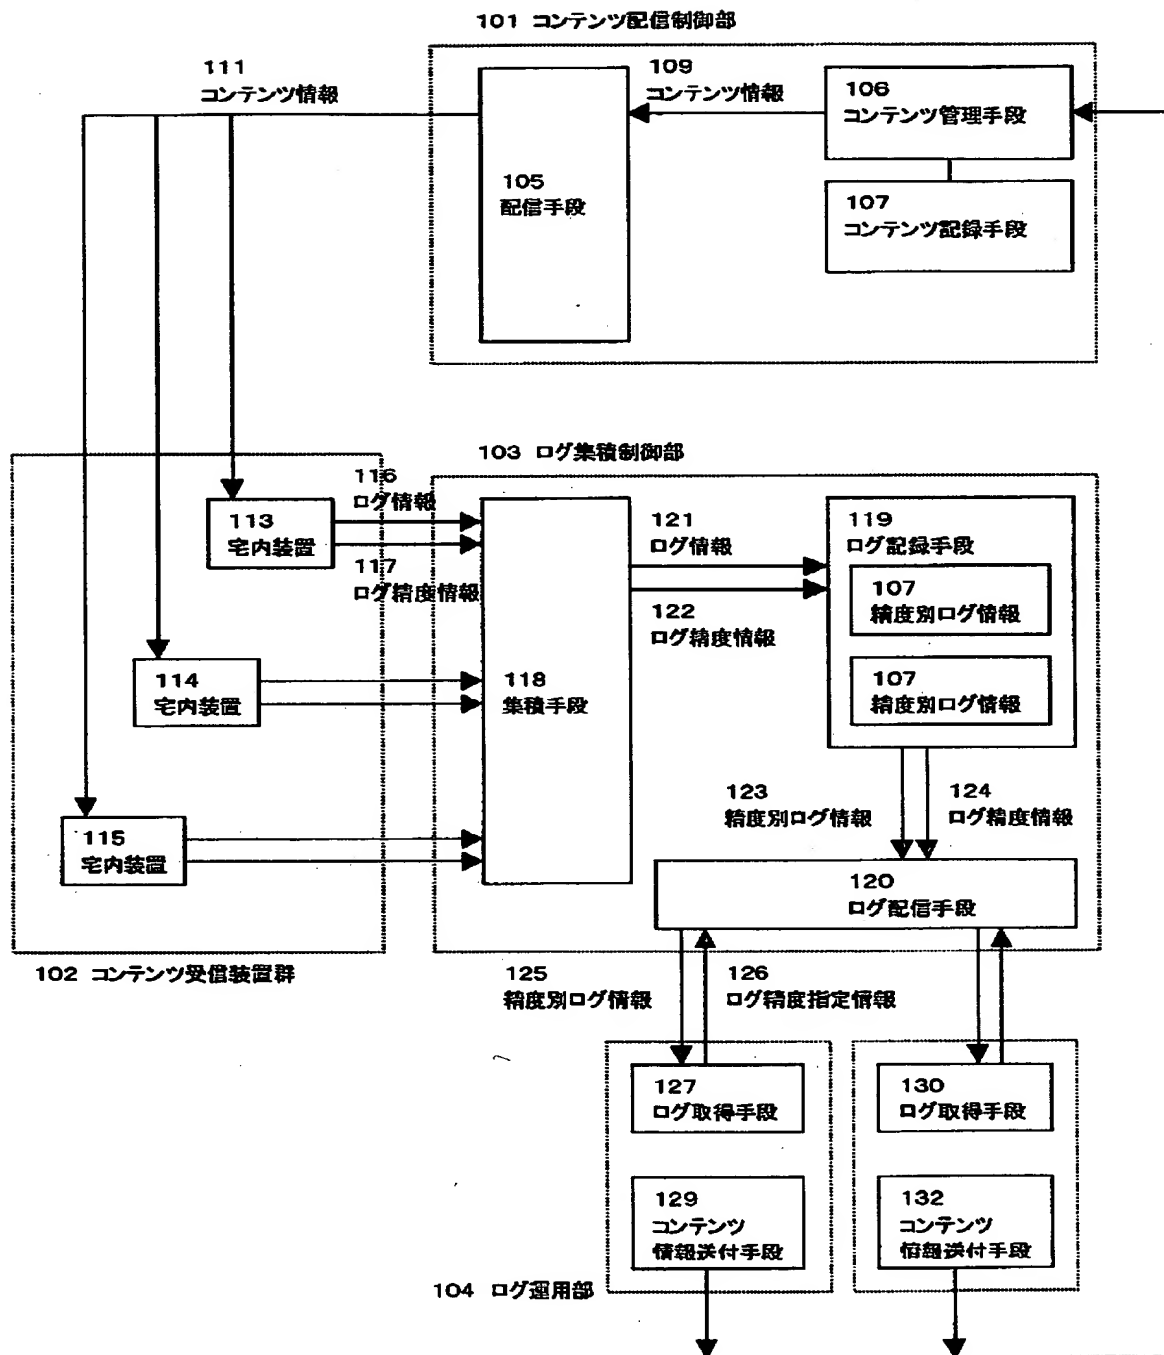 101 コンテンツ配信制御部
111
コンテンツ情報
109
コンテンツ情報
106
コンテンツ管理手段
105
配信手段
107
コンテンツ記録手段
103 ログ集積制御部
116
ログ情報
113
宅内装置
117
ログ精度情報
121
ログ情報
119
ログ記録手段
107
精度別ログ情報
122
ログ精度情報
107
精度別ログ情報
114
宅内装置
118
集積手段
123
精度別ログ情報
124
ログ精度情報
115
宅内装置
120
ログ配信手段
102 コンテンツ受信装置群
125
精度別ログ情報
126
ログ精度指定情報
127
ログ取得手段
130
ログ取得手段
129
コンテンツ
情報送付手段
132
コンテンツ
情報送付手段
104 ログ運用部